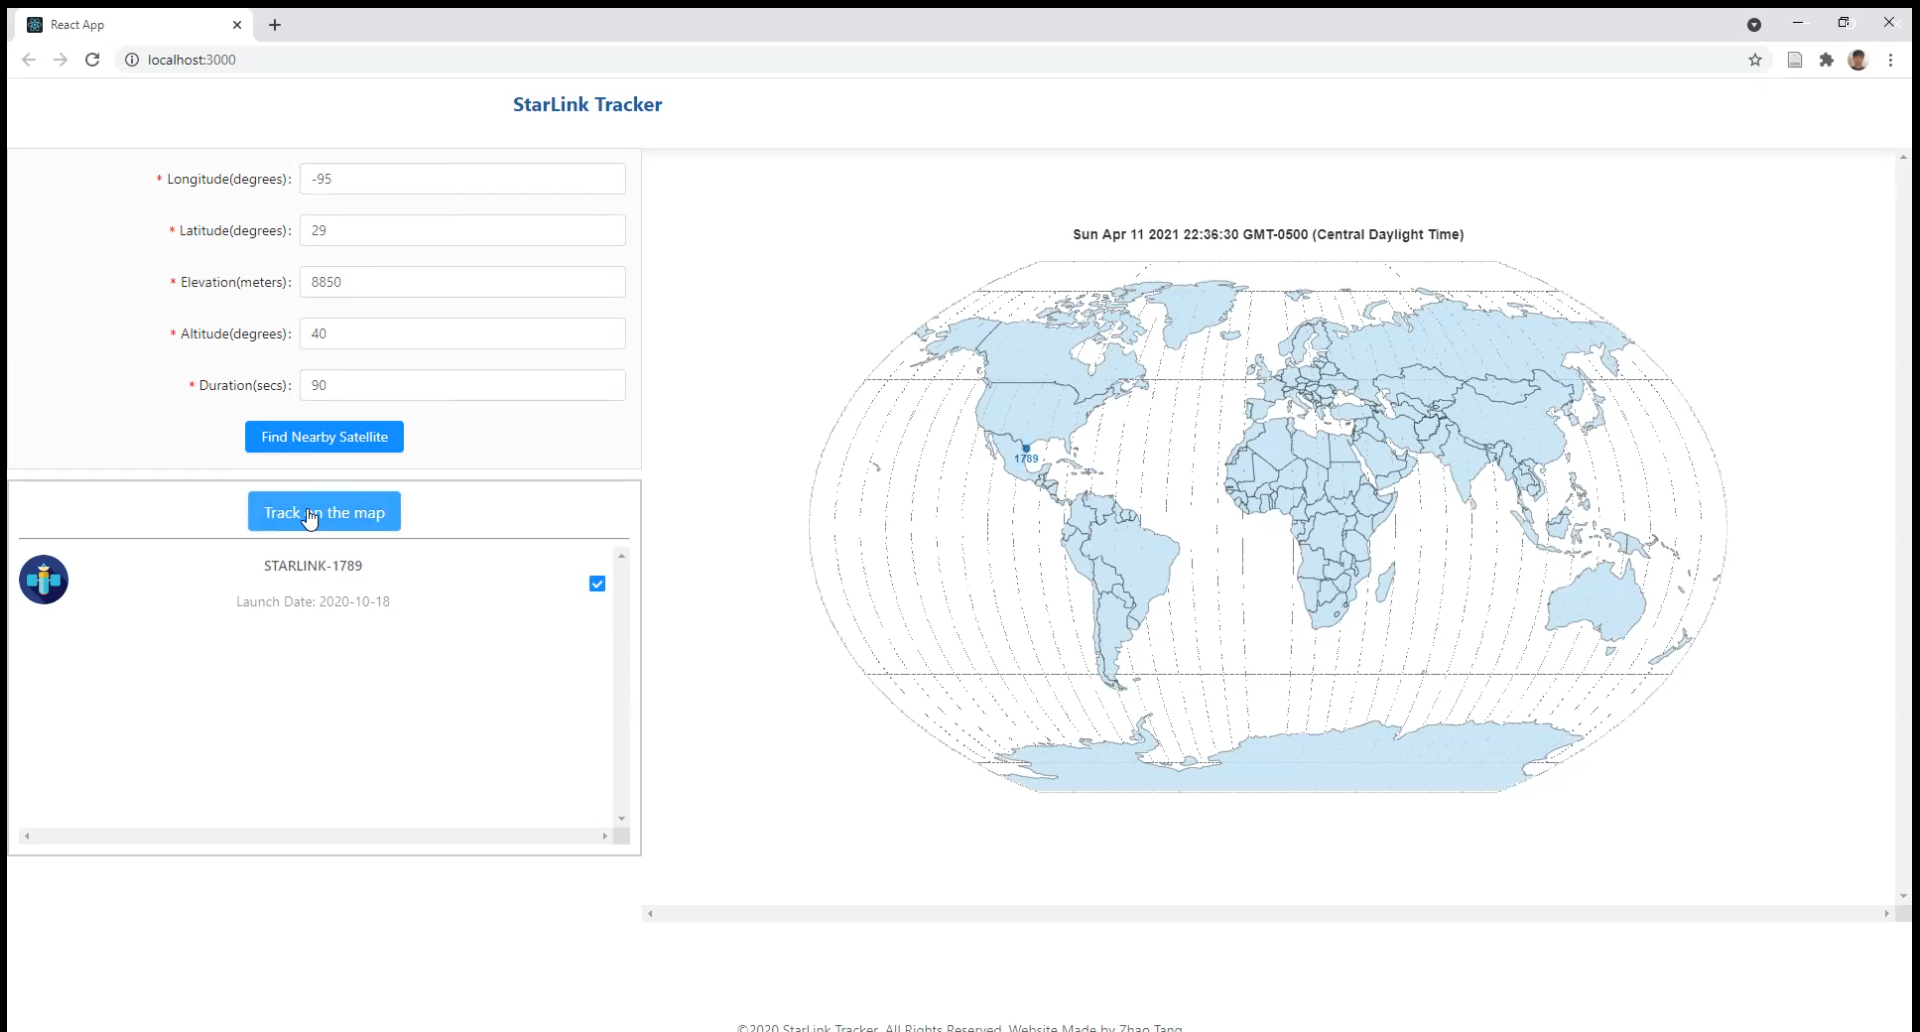 React App
localhost:3000
StarLink Tracker
* Longitude(degrees): -95
* Latitude(degrees): 29
* Elevation(meters): 8850
* Altitude(degrees): 40
* Duration(secs): 90
Find Nearby Satellite
Track on the map
STARLINK-1789
Launch Date: 2020-10-18
Sun Apr 11 2021 22:36:30 GMT-0500 (Central Daylight Time)
1789
©2020 StarLink Tracker. All Rights Reserved. Website Made by Zhao Tang